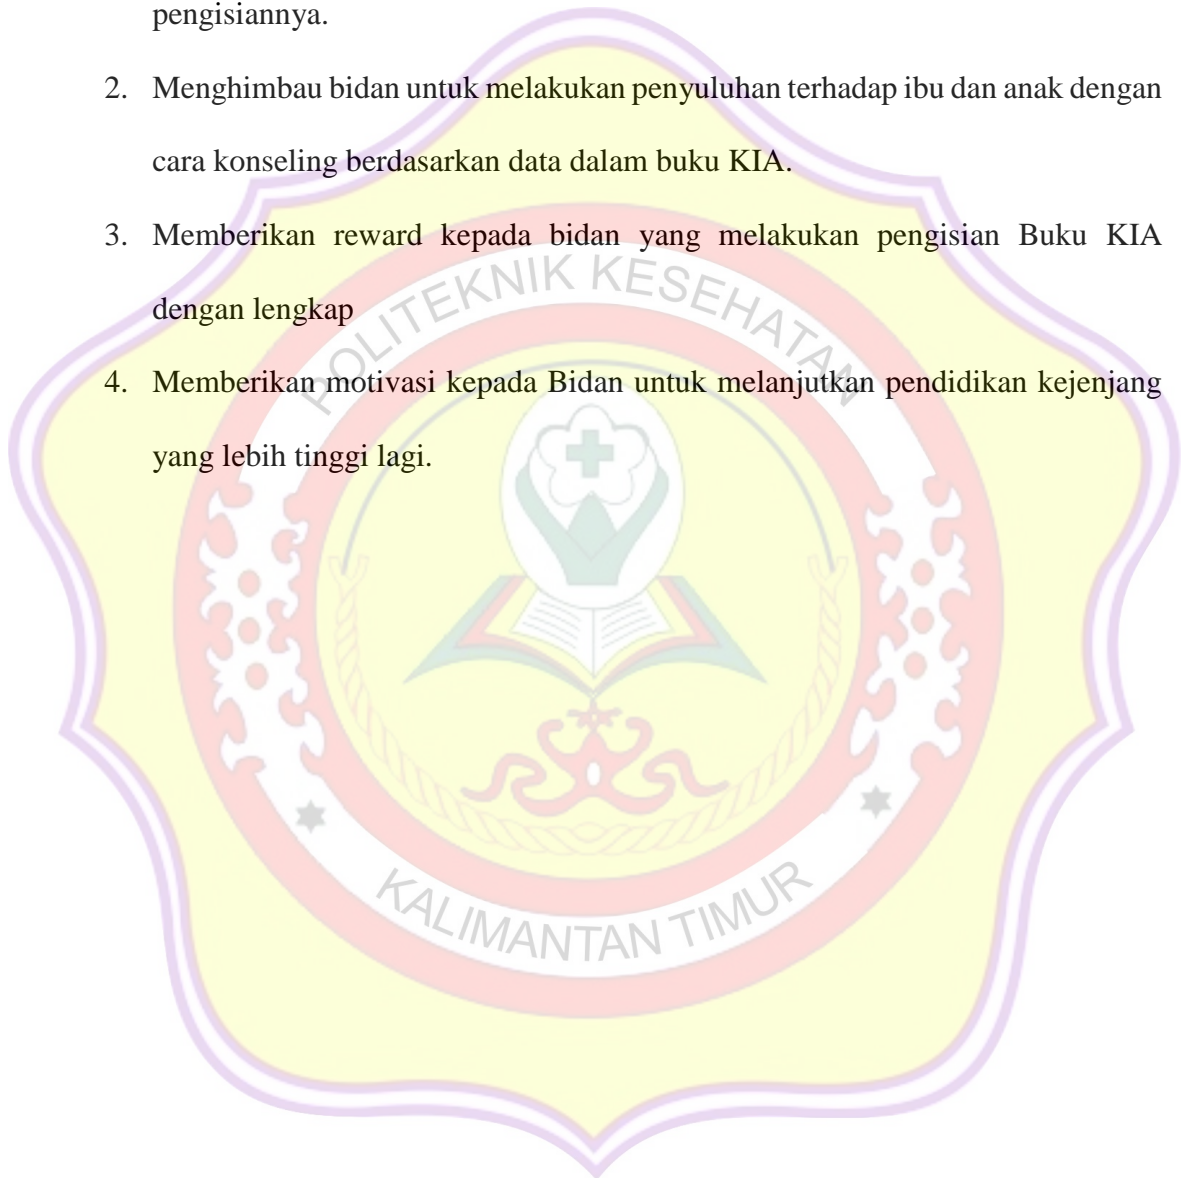 pengisiannya.
2. Menghimbau bidan untuk melakukan penyuluhan terhadap ibu dan anak dengan
cara konseling berdasarkan data dalam buku KIA.
3. Memberikan reward kepada bidan yang melakukan pengisian Buku KIA
dengan lengkap
4. Memberikan motivasi kepada Bidan untuk melanjutkan pendidikan kejenjang
yang lebih tinggi lagi.
POLITEKNIK KESEHATAN
KALIMANTAN TIMUR